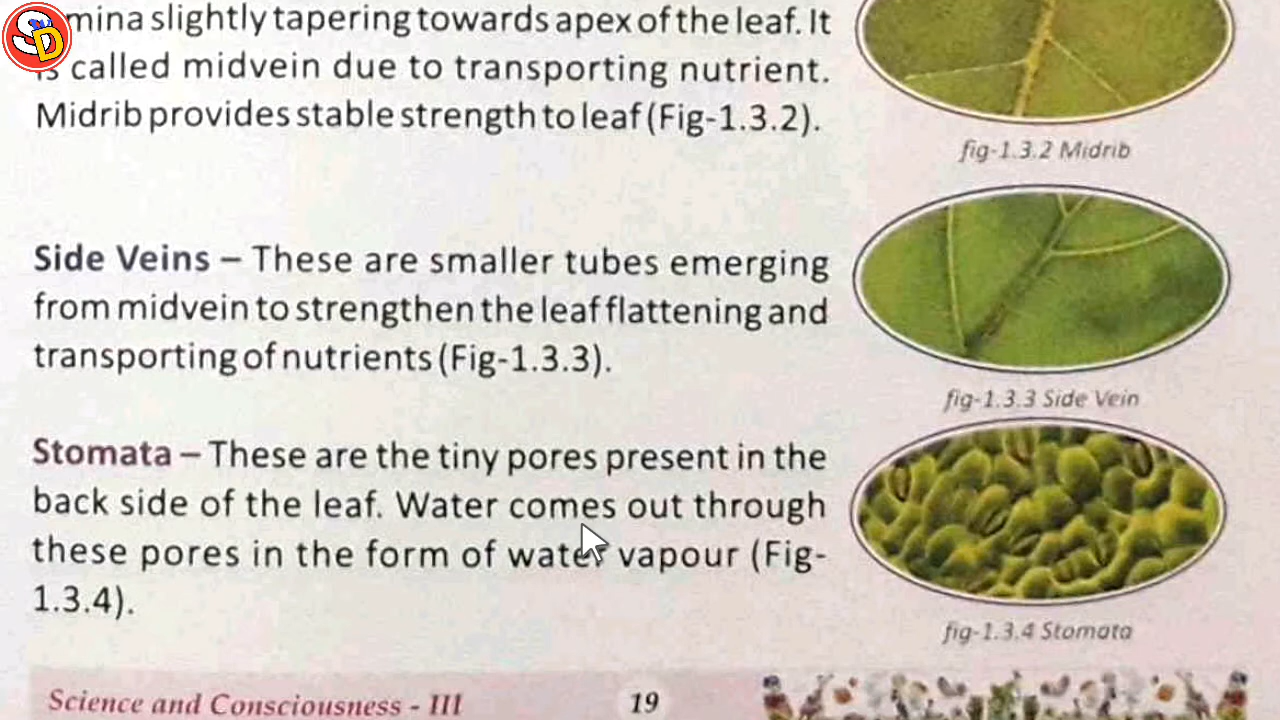 SD
mina slightly tapering towards apex of the leaf. It
is called midvein due to transporting nutrient.
Midrib provides stable strength to leaf (Fig-1.3.2).
fig-1.3.2 Midrib
Side Veins – These are smaller tubes emerging
from midvein to strengthen the leaf flattening and
transporting of nutrients (Fig-1.3.3).
fig-1.3.3 Side Vein
Stomata – These are the tiny pores present in the
back side of the leaf. Water comes out through
these pores in the form of water vapour (Fig-
1.3.4).
fig-1.3.4 Stomata
Science and Consciousness - III
19